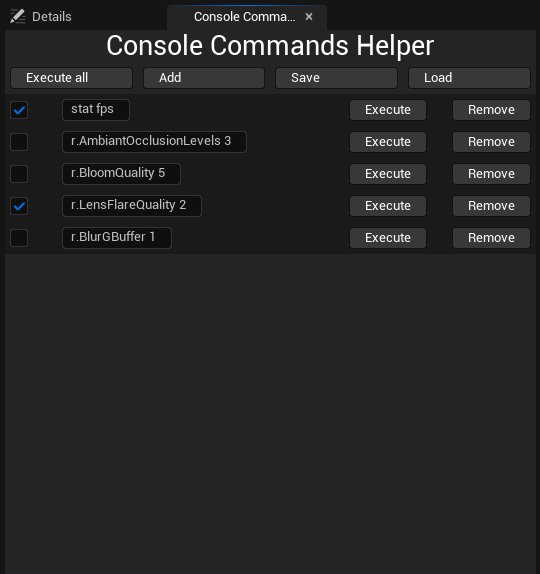 Details
Console Comma...
Console Commands Helper
Execute all Add Save Load
stat fps Execute Remove
r.AmbiantOcclusionLevels 3 Execute Remove
r.BloomQuality 5 Execute Remove
r.LensFlareQuality 2 Execute Remove
r.BlurGBuffer 1 Execute Remove